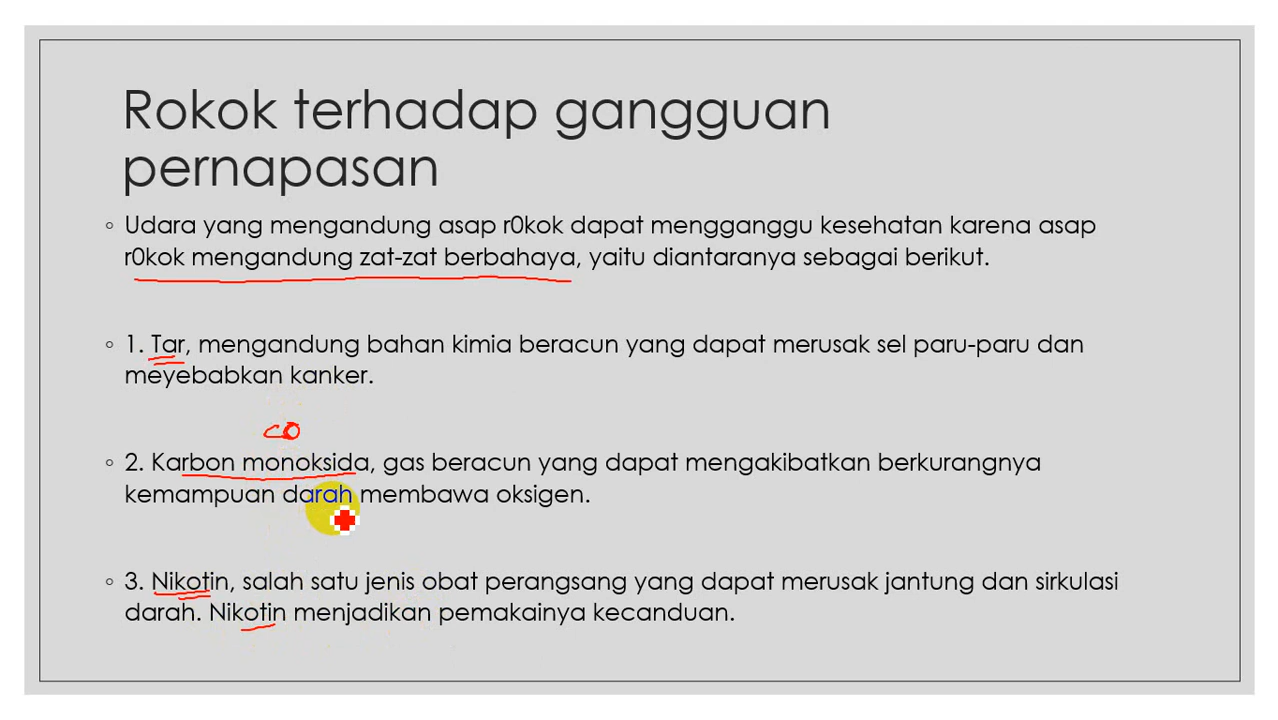 Rokok terhadap gangguan
pernapasan
◦ Udara yang mengandung asap r0kok dapat mengganggu kesehatan karena asap
r0kok mengandung zat-zat berbahaya, yaitu diantaranya sebagai berikut.
◦ 1. Tar, mengandung bahan kimia beracun yang dapat merusak sel paru-paru dan
meyebabkan kanker.
CO
◦ 2. Karbon monoksida, gas beracun yang dapat mengakibatkan berkurangnya
kemampuan darah membawa oksigen.
◦ 3. Nikotin, salah satu jenis obat perangsang yang dapat merusak jantung dan sirkulasi
darah. Nikotin menjadikan pemakainya kecanduan.